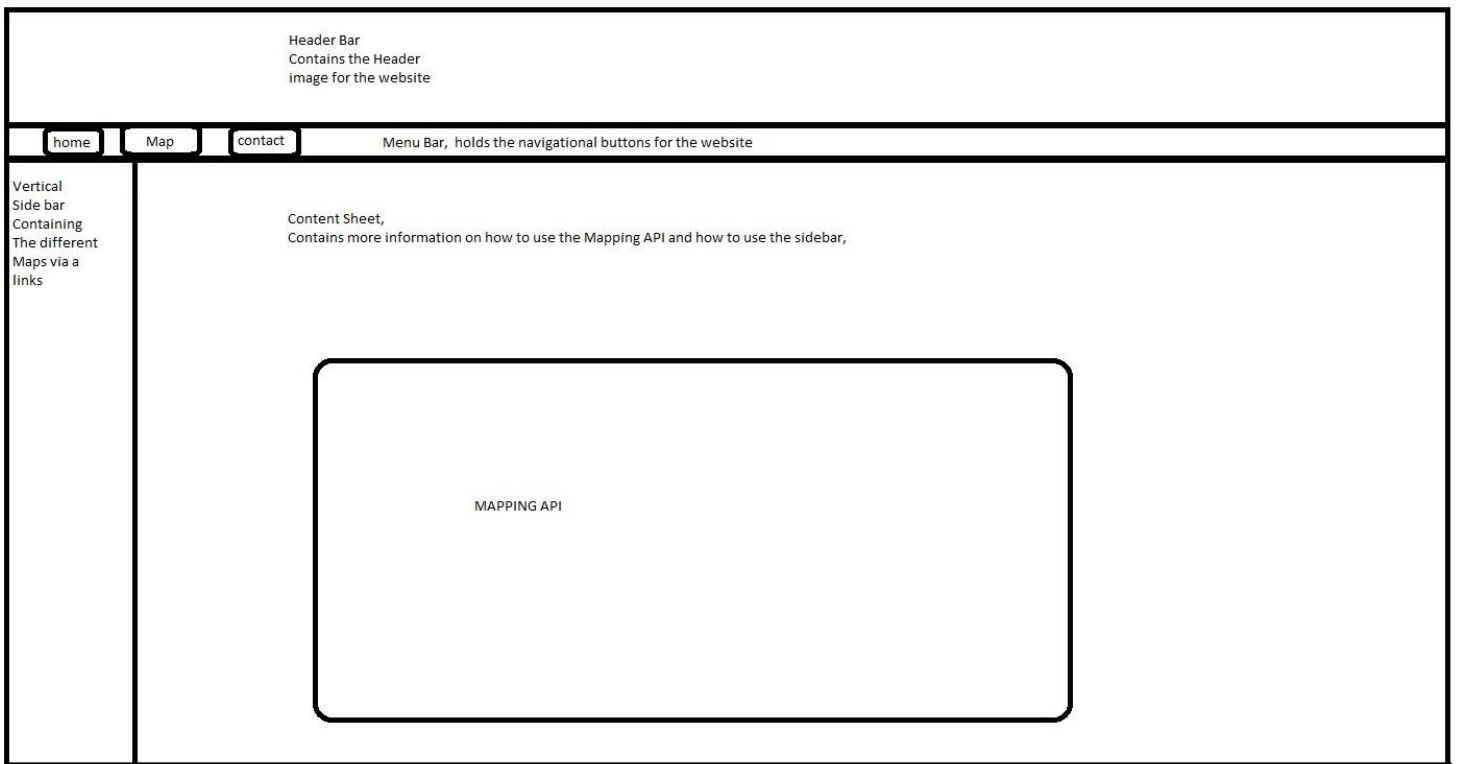 Header Bar
Contains the Header
image for the website
home
Map
contact
Menu Bar, holds the navigational buttons for the website
Vertical
Side bar
Containing
The different
Maps via a
links
Content Sheet,
Contains more information on how to use the Mapping API and how to use the sidebar,
MAPPING API